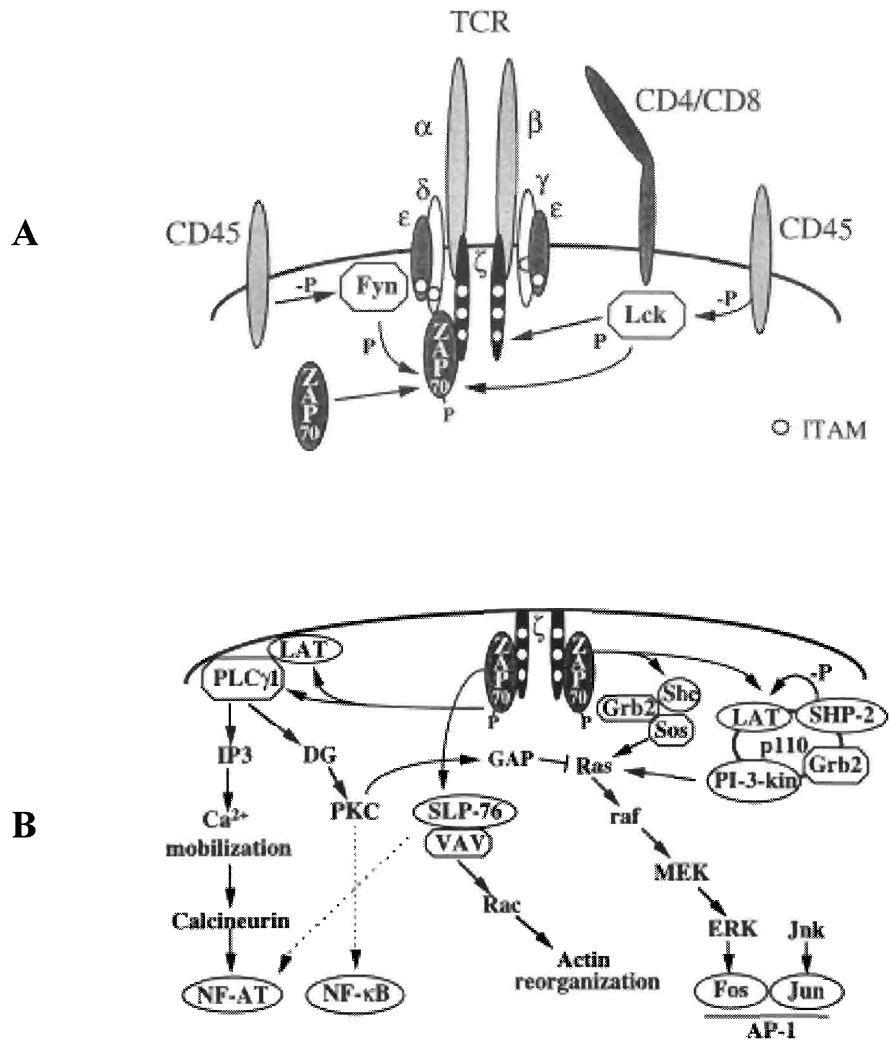 TCR
CD4/CD8
α
β
δ
γ
ε
ε
A
CD45
CD45
ζ
-P
Fyn
-P
Lck
P
P
ZAP
70
ZAP
70
P
ITAM
ζ
LAT
PLCγ1
ZAP
70
ZAP
70
P
P
Shc
Grb2
Sos
-P
LAT
SHP-2
p110
Grb2
PI-3-kin
IP3
DG
GAP
Ras
PKC
SLP-76
VAV
raf
B
Ca2+
mobilization
MEK
Calcineurin
Rac
ERK
Jnk
Actin
reorganization
NF-AT
NF-κB
Fos
Jun
AP-1